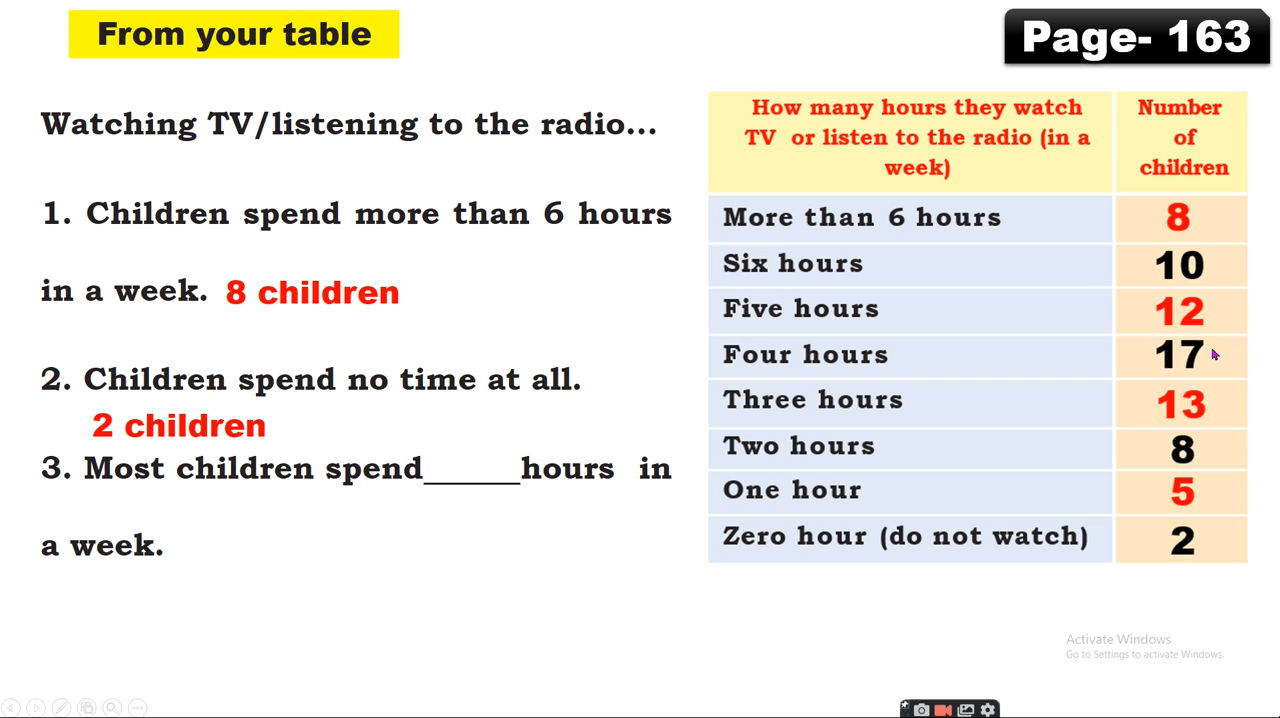 From your table
Page- 163
Watching TV/listening to the radio...
1. Children spend more than 6 hours
in a week. 8 children
2. Children spend no time at all.
2 children
3. Most children spend______hours in
a week.
How many hours they watch
TV or listen to the radio (in a
week)
Number
of
children
More than 6 hours 8
Six hours 10
Five hours 12
Four hours 17
Three hours 13
Two hours 8
One hour 5
Zero hour (do not watch) 2
Activate Windows
Go to Settings to activate Windows.